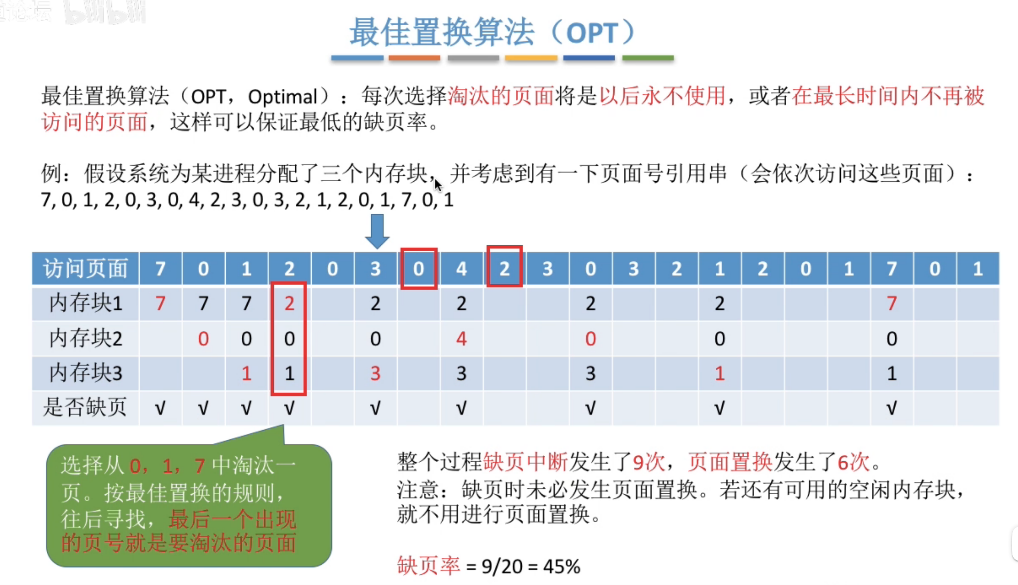 最佳置换算法（OPT）
最佳置换算法（OPT，Optimal）：每次选择淘汰的页面将是以后永不使用，或者在最长时间内不再被
访问的页面，这样可以保证最低的缺页率。
例：假设系统为某进程分配了三个内存块，并考虑到有一下页面号引用串（会依次访问这些页面）：
7, 0, 1, 2, 0, 3, 0, 4, 2, 3, 0, 3, 2, 1, 2, 0, 1, 7, 0, 1
访问页面 7 0 1 2 0 3 0 4 2 3 0 3 2 1 2 0 1 7 0 1
内存块1 7 7 7 2 2 2 2 2 7
内存块2 0 0 0 0 4 0 0 0
内存块3 1 1 3 3 3 1 1
是否缺页 √ √ √ √ √ √ √ √ √
选择从 0，1，7 中淘汰一
页。按最佳置换的规则，
往后寻找，最后一个出现
的页号就是要淘汰的页面
整个过程缺页中断发生了9次，页面置换发生了6次。
注意：缺页时未必发生页面置换。若还有可用的空闲内存块，
就不用进行页面置换。
缺页率 = 9/20 = 45%